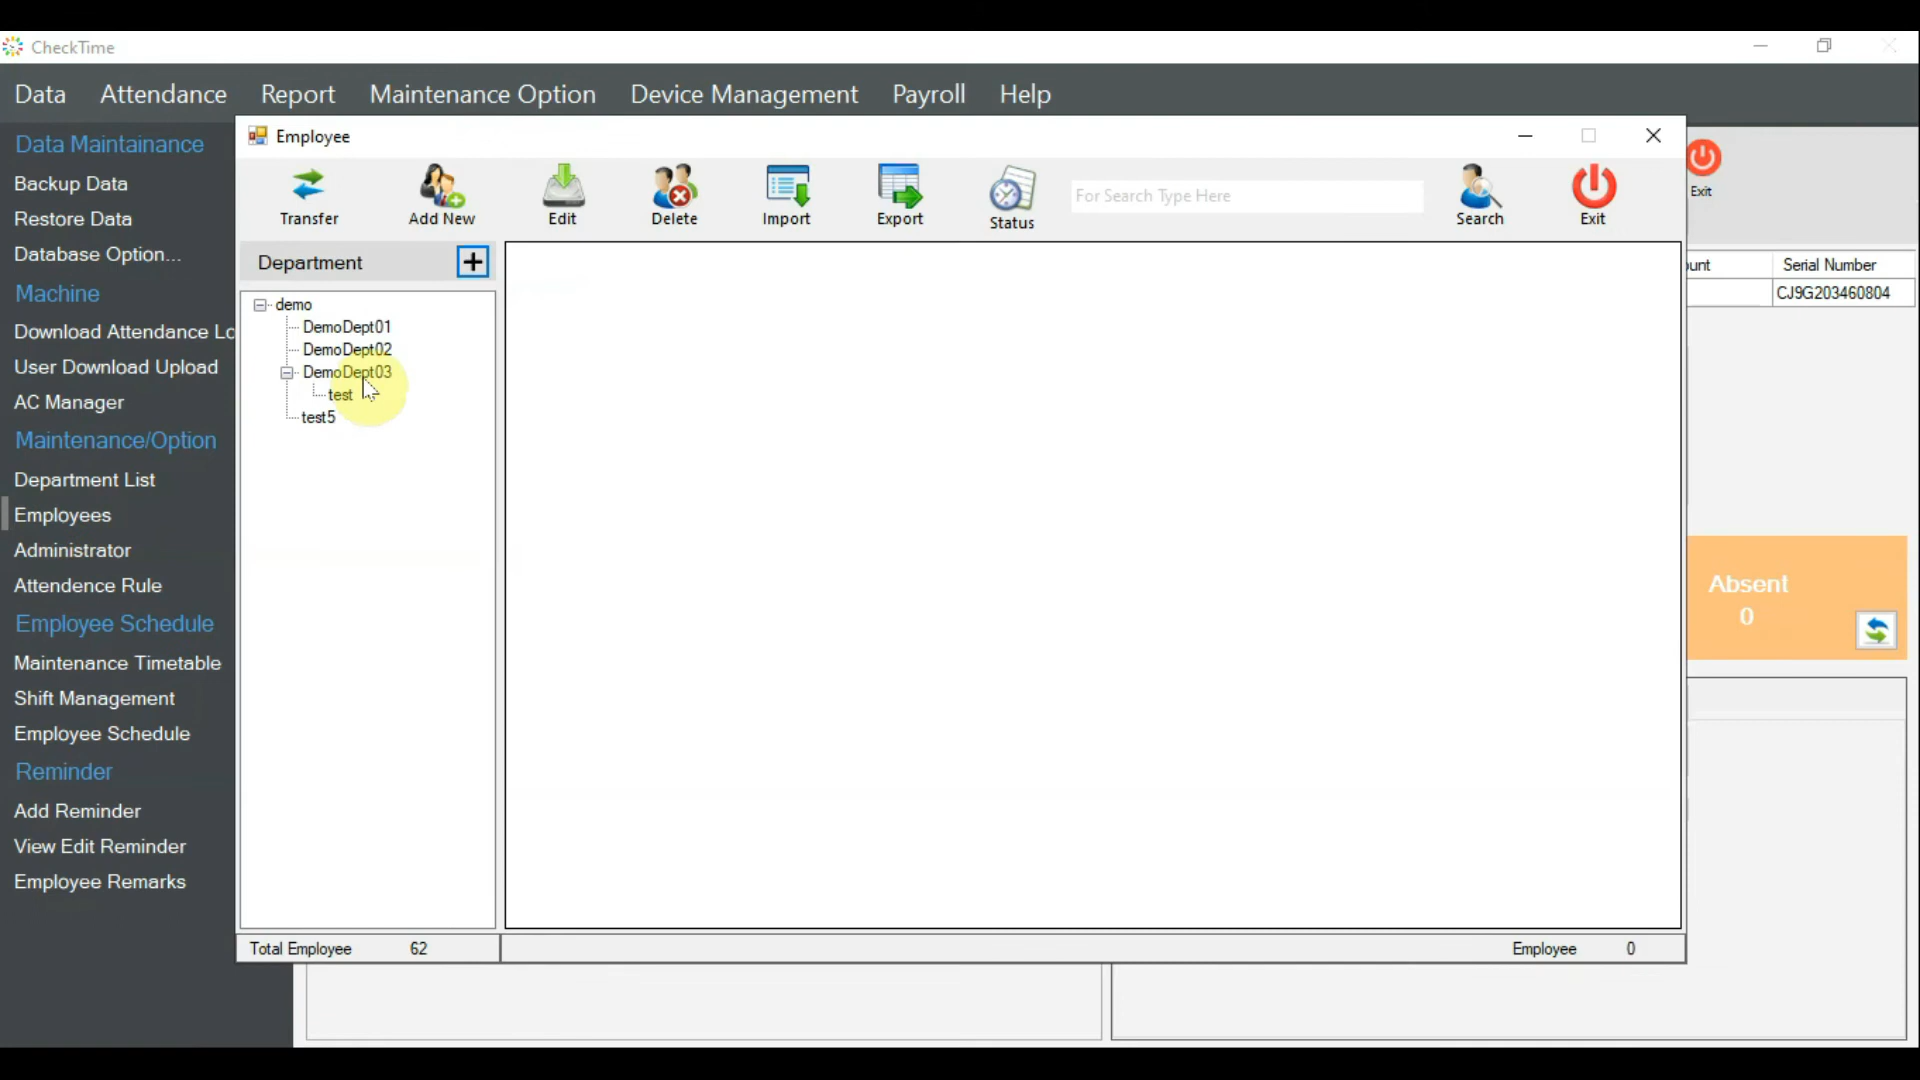 CheckTime
Data Attendance Report Maintenance Option Device Management Payroll Help
Data Maintainance
Backup Data
Restore Data
Database Option...
Machine
Download Attendance Lo
User Download Upload
AC Manager
Maintenance/Option
Department List
Employees
Administrator
Attendence Rule
Employee Schedule
Maintenance Timetable
Shift Management
Employee Schedule
Reminder
Add Reminder
View Edit Reminder
Employee Remarks
Employee
Transfer Add New Edit Delete Import Export Status For Search Type Here Search Exit
Department
demo
DemoDept01
DemoDept02
DemoDept03
test
test5
Total Employee 62 Employee 0
Exit
ount Serial Number
CJ9G203460804
Absent
0